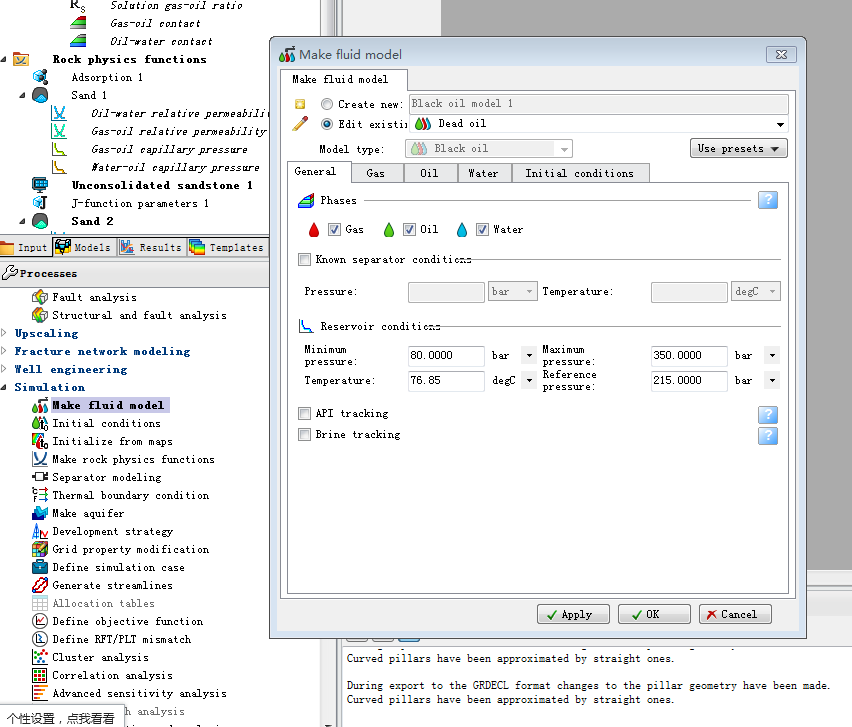 Rs Solution gas-oil ratio
Gas-oil contact
Oil-water contact
Rock physics functions
Adsorption 1
Sand 1
Oil-water relative permeabili
Gas-oil relative permeability
Gas-oil capillary pressure
Water-oil capillary pressure
Unconsolidated sandstone 1
J-function parameters 1
Sand 2
Input Models Results Templates
Processes
Fault analysis
Structural and fault analysis
Upscaling
Fracture network modeling
Well engineering
Simulation
Make fluid model
Initial conditions
Initialize from maps
Make rock physics functions
Separator modeling
Thermal boundary condition
Make aquifer
Development strategy
Grid property modification
Define simulation case
Generate streamlines
Allocation tables
Define objective function
Define RFT/PLT mismatch
Cluster analysis
Correlation analysis
Advanced sensitivity analysis
h analysis
个性设置，点我看看
Make fluid model
Make fluid model
Create new: Black oil model 1
Edit existin Dead oil
Model type: Black oil Use presets
General Gas Oil Water Initial conditions
Phases ?
Gas Oil Water
Known separator conditions
Pressure: bar Temperature: degC
Reservoir conditions
Minimum pressure: 80.0000 bar Maximum pressure: 350.0000 bar
Temperature: 76.85 degC Reference pressure: 215.0000 bar
API tracking ?
Brine tracking ?
Apply OK Cancel
Curved pillars have been approximated by straight ones.
During export to the GRDECL format changes to the pillar geometry have been made.
Curved pillars have been approximated by straight ones.